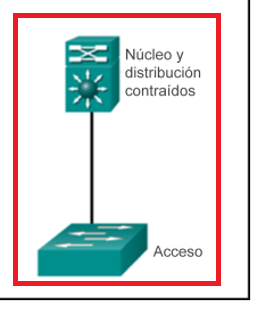 Núcleo y
distribución
contraídos
Acceso